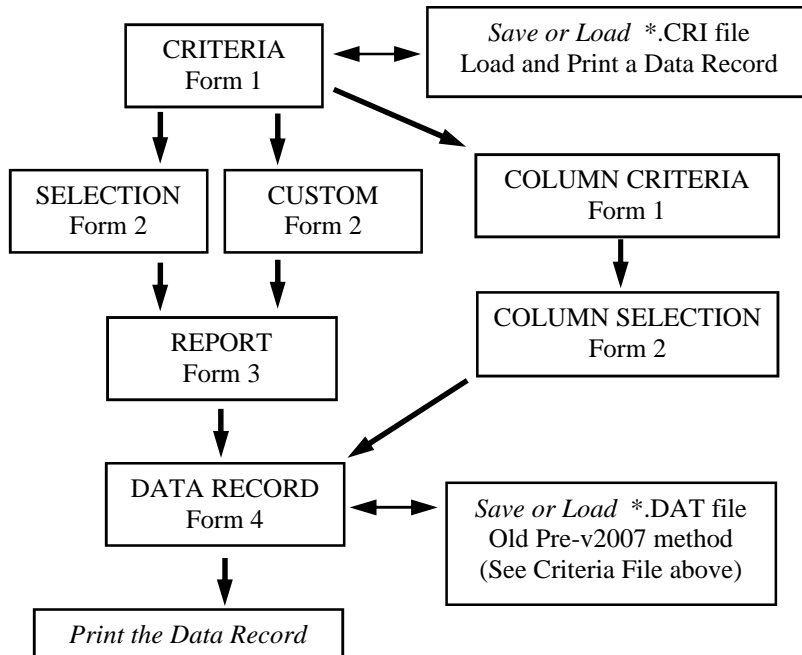 CRITERIA
Form 1
Save or Load *.CRI file
Load and Print a Data Record
SELECTION
Form 2
CUSTOM
Form 2
COLUMN CRITERIA
Form 1
REPORT
Form 3
COLUMN SELECTION
Form 2
DATA RECORD
Form 4
Save or Load *.DAT file
Old Pre-v2007 method
(See Criteria File above)
Print the Data Record